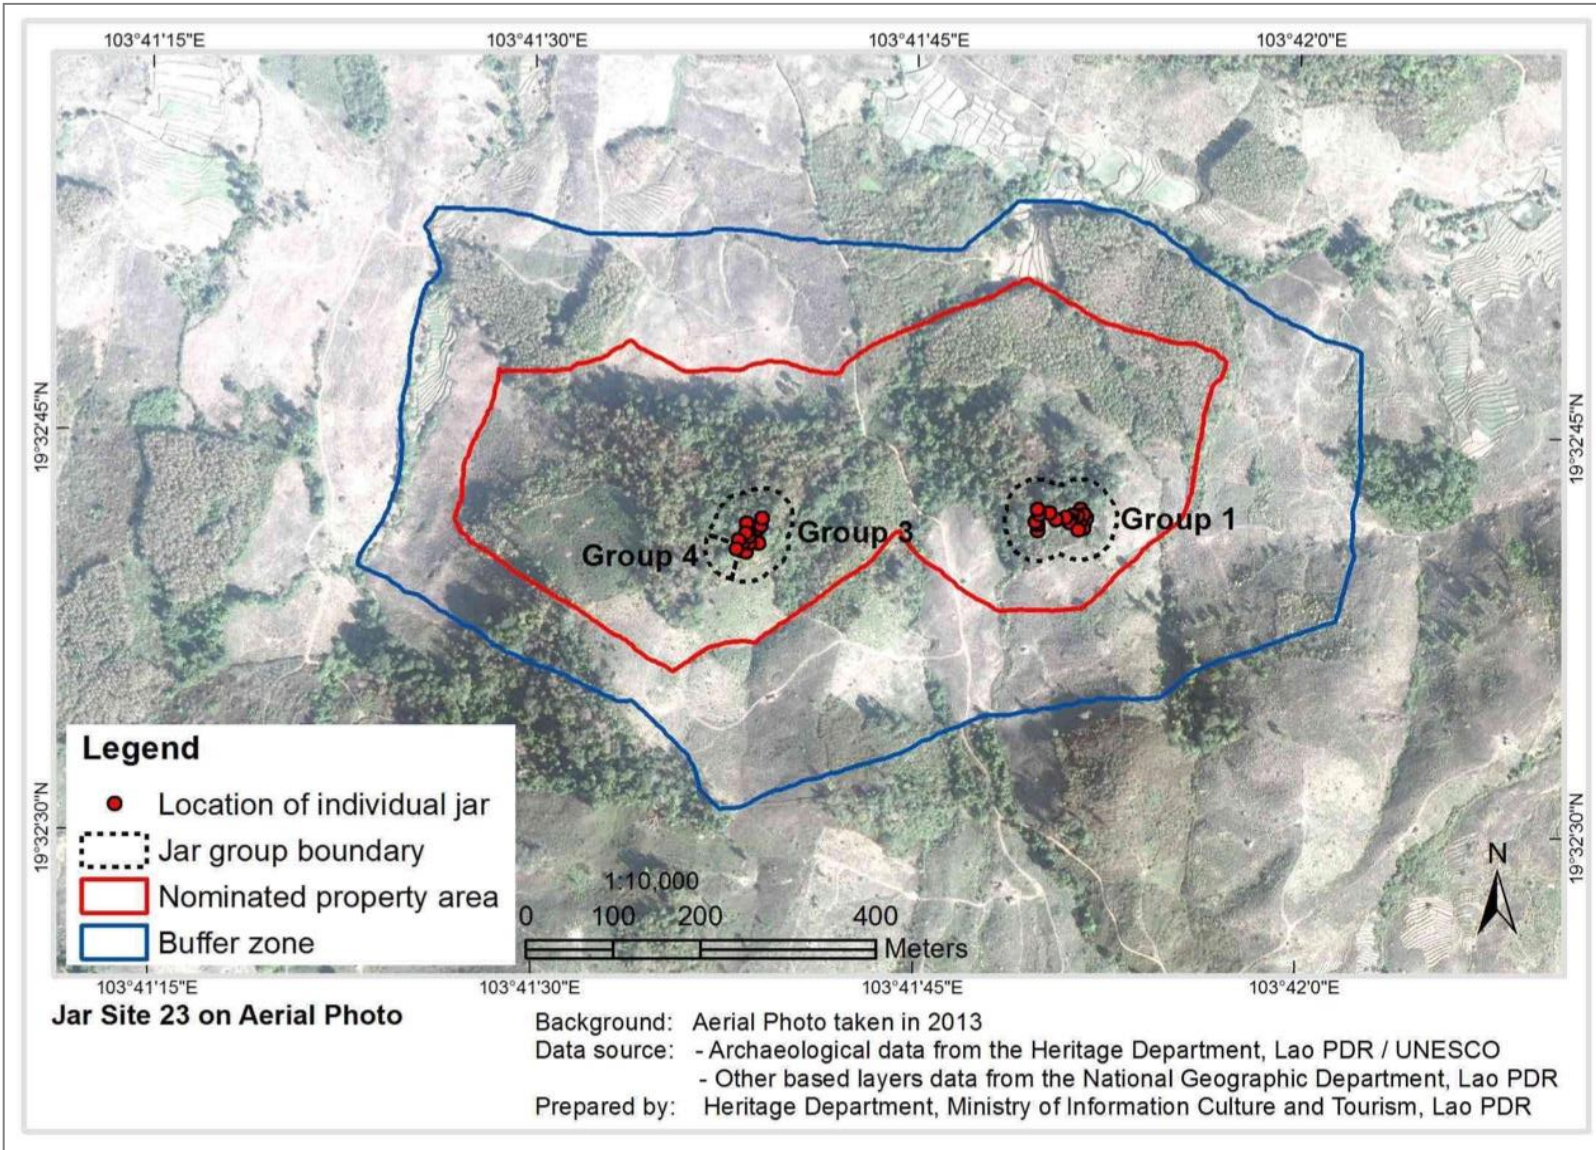 103°41'15"E 103°41'30"E 103°41'45"E 103°42'0"E
19°32'45"N
19°32'45"N
Group 3
Group 1
Group 4
Legend
Location of individual jar
Jar group boundary
Nominated property area
Buffer zone
19°32'30"N
19°32'30"N
N
1:10,000
0 100 200 400
Meters
103°41'15"E 103°41'30"E 103°41'45"E 103°42'0"E
Jar Site 23 on Aerial Photo
Background: Aerial Photo taken in 2013
Data source: - Archaeological data from the Heritage Department, Lao PDR / UNESCO
- Other based layers data from the National Geographic Department, Lao PDR
Prepared by: Heritage Department, Ministry of Information Culture and Tourism, Lao PDR